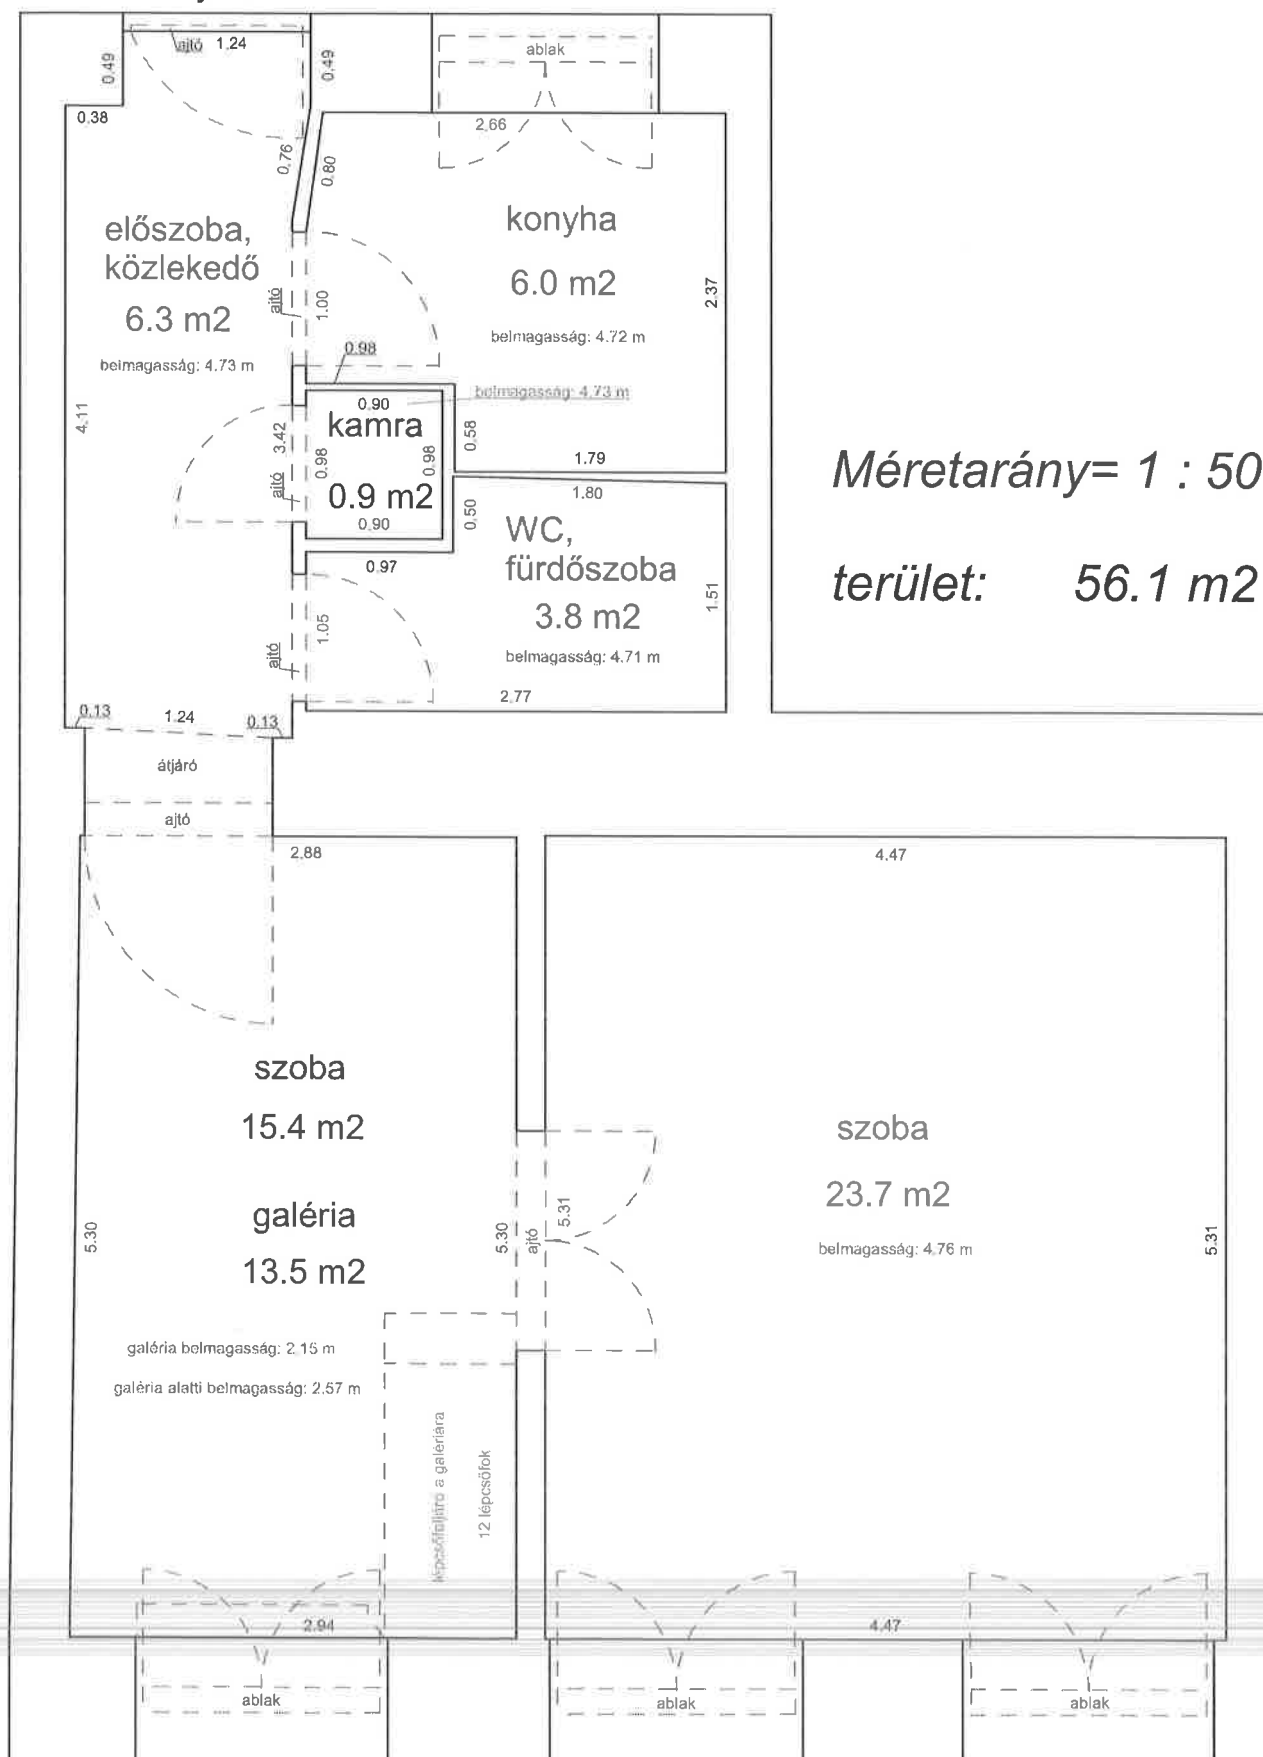 ajtó 1.24
ablak
0.49
0.49
0.38
2.66
0.76
0.80
előszoba,
közlekedő
6.3 m2
belmagasság: 4.73 m
konyha
6.0 m2
belmagasság: 4.72 m
2.37
ajtó
1.00
0.98
belmagasság: 4.73 m
0.90
kamra
0.9 m2
0.90
4.11
3.42
ajtó
0.98
0.98
0.58
1.79
1.80
0.50
WC,
fürdőszoba
3.8 m2
belmagasság: 4.71 m
0.97
1.51
1.05
ajtó
2.77
Méretarány= 1 : 50
terület: 56.1 m2
0.13
1.24
0.13
átjáró
ajtó
2.88
4.47
szoba
15.4 m2
galéria
13.5 m2
5.30
5.30
ajtó
5.31
szoba
23.7 m2
belmagasság: 4.76 m
5.31
galéria belmagasság: 2.15 m
galéria alatti belmagasság: 2.57 m
lépcsőfeljáró a galériára
12 lépcsőfok
2.94
4.47
ablak
ablak
ablak